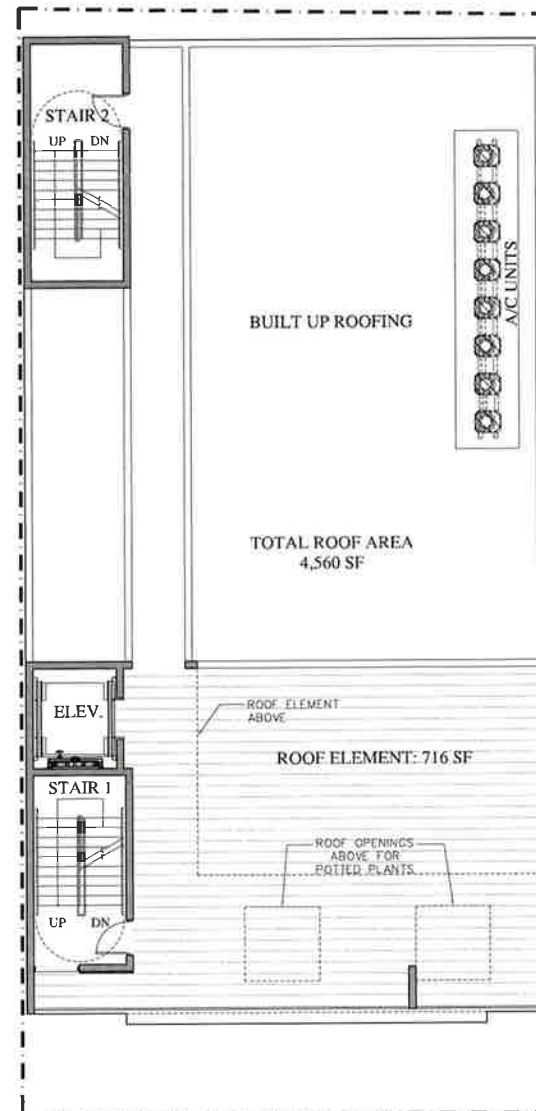 STAIR 2
UP DN
A/C UNITS
BUILT UP ROOFING
TOTAL ROOF AREA
4,560 SF
ROOF ELEMENT
ABOVE
ELEV.
ROOF ELEMENT: 716 SF
STAIR 1
ROOF OPENINGS
ABOVE FOR
POTTED PLANTS
UP DN